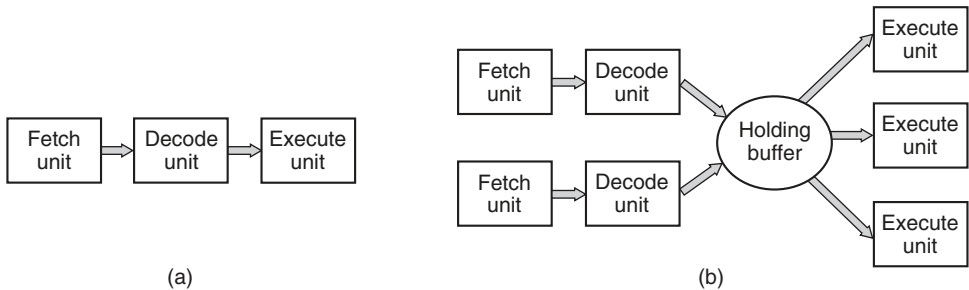 Fetch
unit
Decode
unit
Execute
unit
(a)
Fetch
unit
Decode
unit
Fetch
unit
Decode
unit
Holding
buffer
Execute
unit
Execute
unit
Execute
unit
(b)